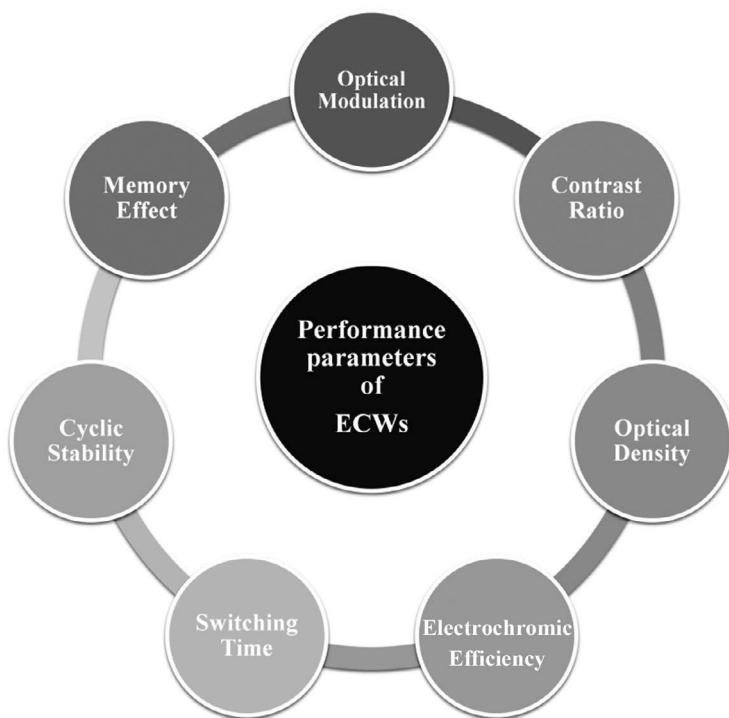 Optical
Modulation
Contrast
Ratio
Optical
Density
Electrochromic
Efficiency
Switching
Time
Cyclic
Stability
Memory
Effect
Performance
parameters
of
ECWs